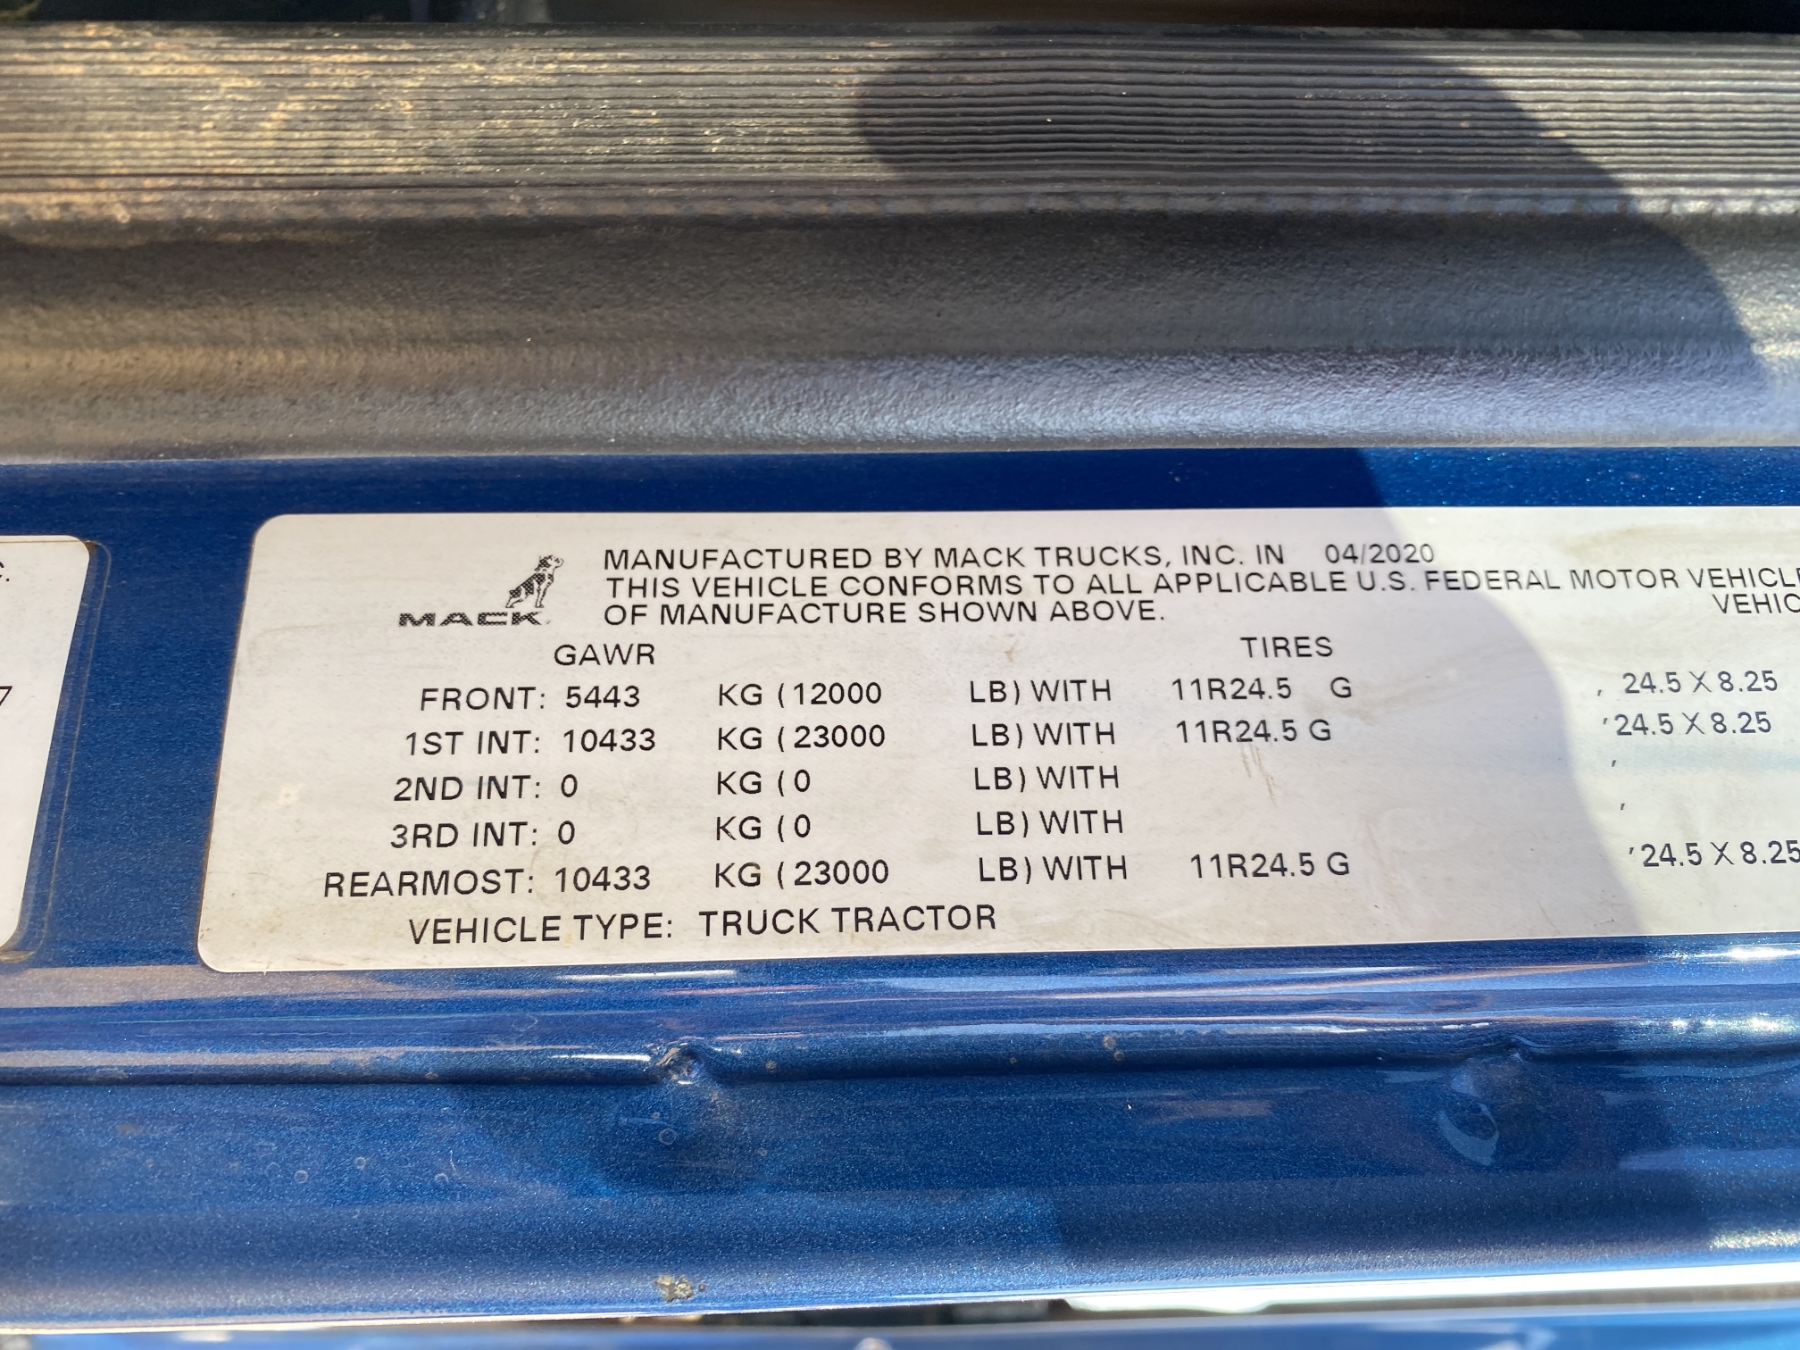 C.
7
MACK
MANUFACTURED BY MACK TRUCKS, INC. IN 04/2020
THIS VEHICLE CONFORMS TO ALL APPLICABLE U.S. FEDERAL MOTOR VEHICLE
VEHIC
OF MANUFACTURE SHOWN ABOVE.
GAWR TIRES
FRONT: 5443 KG (12000 LB) WITH 11R24.5 G , 24.5 X 8.25
1ST INT: 10433 KG (23000 LB) WITH 11R24.5 G , 24.5 X 8.25
2ND INT: 0 KG (0 LB) WITH ,
3RD INT: 0 KG (0 LB) WITH ,
REARMOST: 10433 KG (23000 LB) WITH 11R24.5 G , 24.5 X 8.25
VEHICLE TYPE: TRUCK TRACTOR